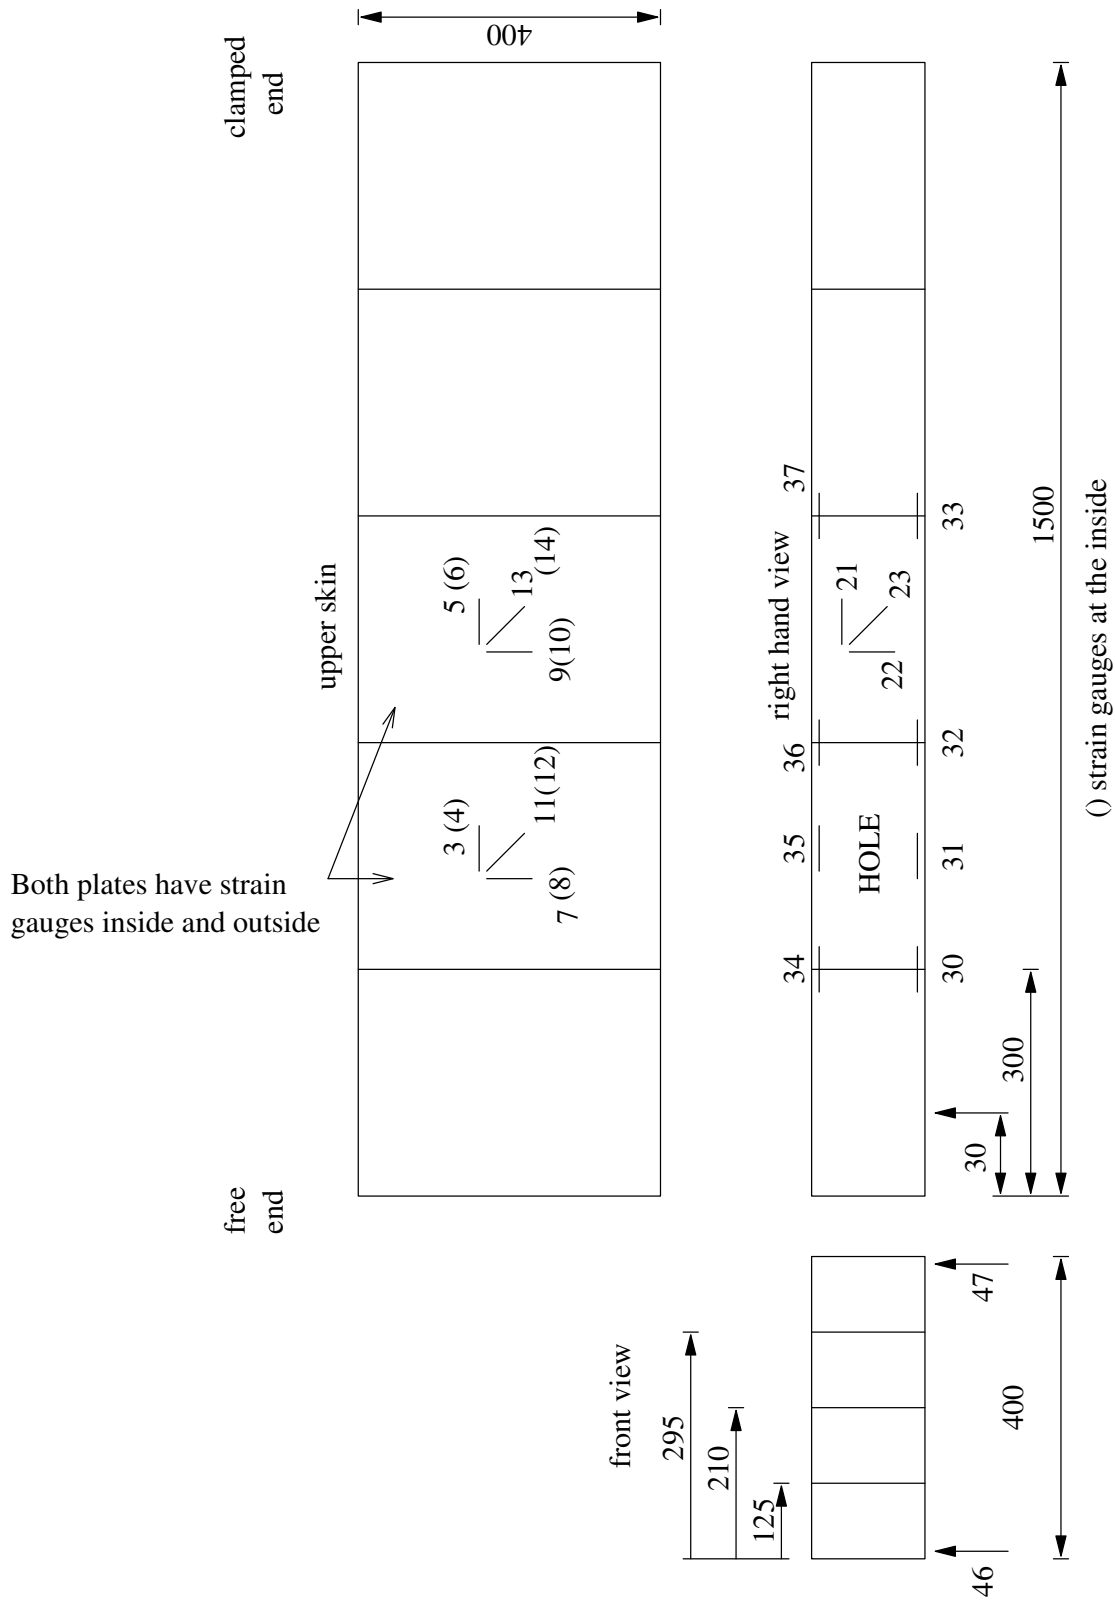 clamped
end
400
upper skin
5 (6)
13
(14)
9(10)
3 (4)
11(12)
7 (8)
Both plates have strain
gauges inside and outside
free
end
right hand view
37
36
35
34
21
23
22
HOLE
33
32
31
30
1500
300
30
() strain gauges at the inside
front view
295
210
125
47
46
400